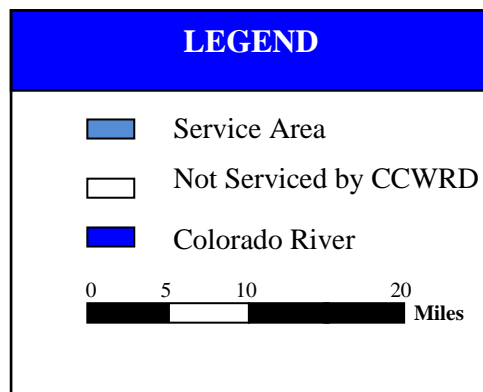 LEGEND
Service Area
Not Serviced by CCWRD
Colorado River
0 5 10 20
Miles